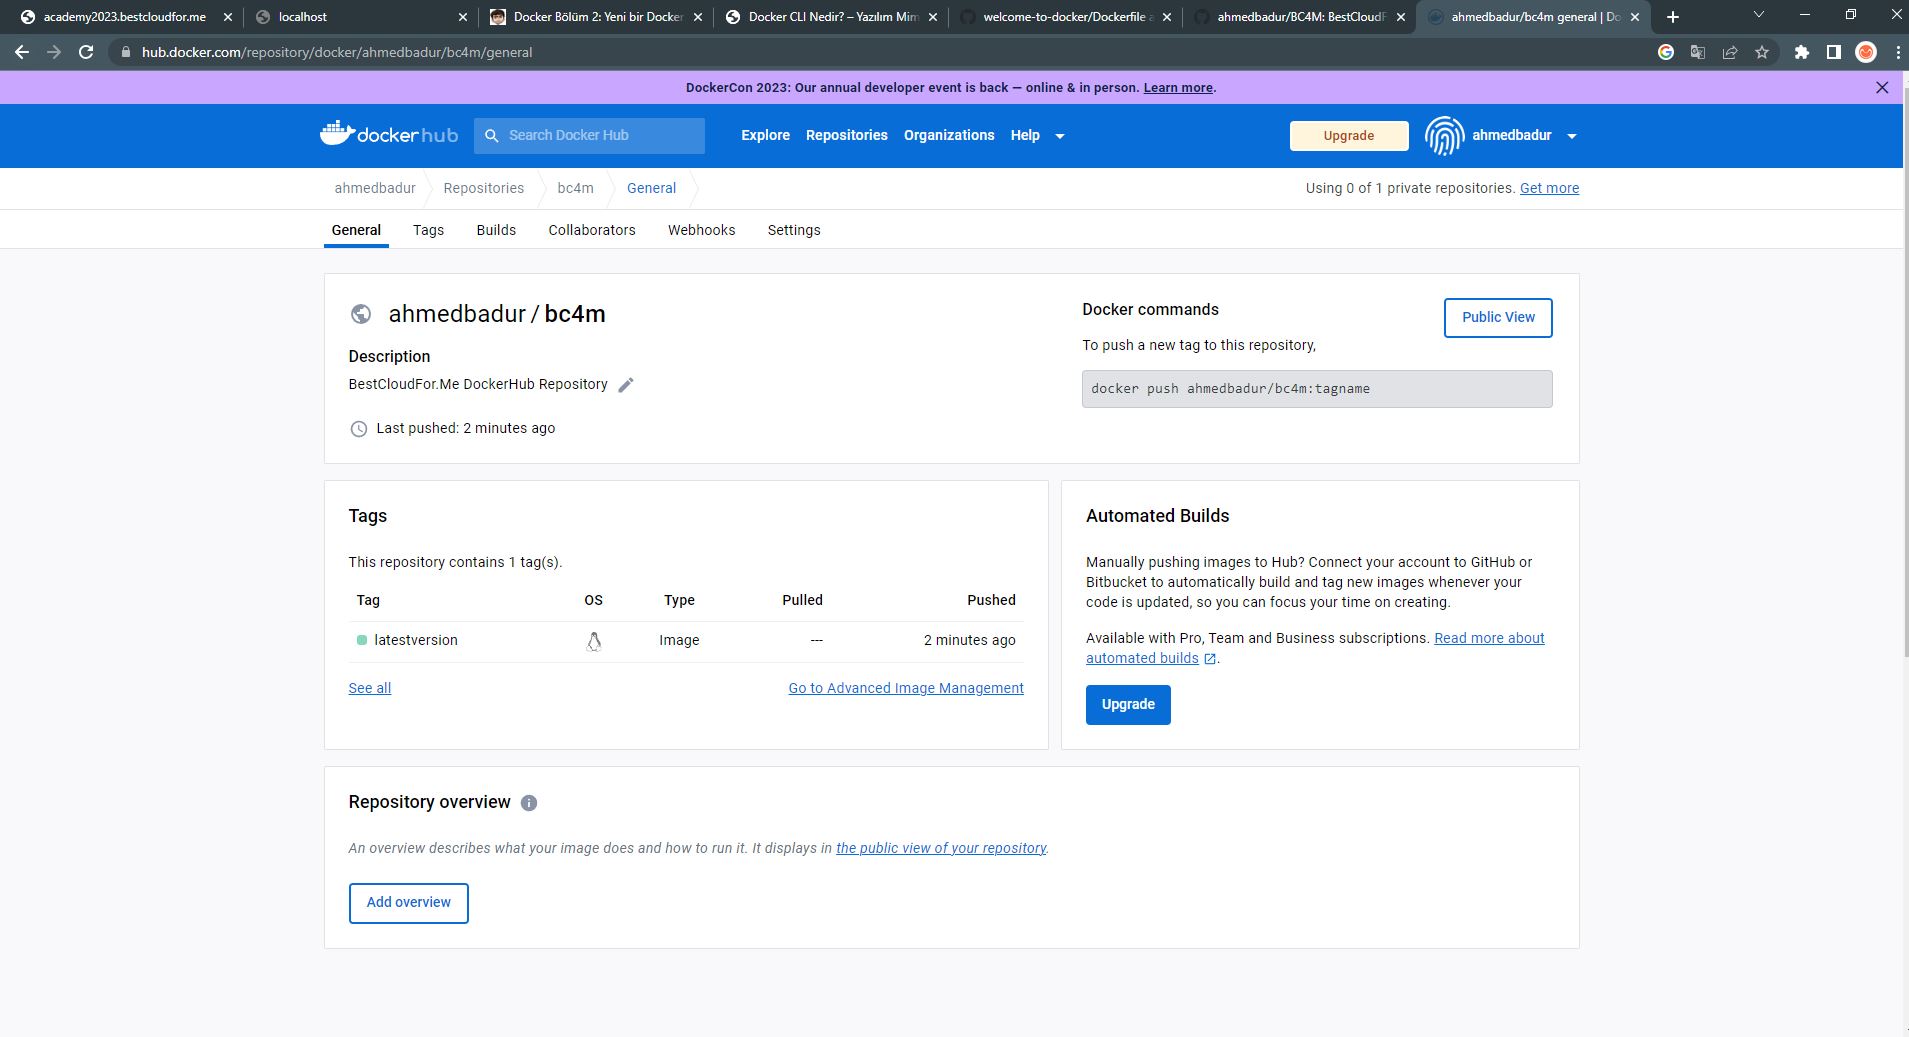 academy2023.bestcloudfor.me
localhost
Docker Bölüm 2: Yeni bir Docker
Docker CLI Nedir? – Yazılım Mim
welcome-to-docker/Dockerfile a
ahmedbadur/BC4M: BestCloudF
ahmedbadur/bc4m general | Do
hub.docker.com/repository/docker/ahmedbadur/bc4m/general
DockerCon 2023: Our annual developer event is back — online & in person. Learn more.
docker hub
Search Docker Hub
Explore
Repositories
Organizations
Help
Upgrade
ahmedbadur
ahmedbadur
Repositories
bc4m
General
Using 0 of 1 private repositories. Get more
General
Tags
Builds
Collaborators
Webhooks
Settings
ahmedbadur / bc4m
Description
BestCloudFor.Me DockerHub Repository
Last pushed: 2 minutes ago
Docker commands
Public View
To push a new tag to this repository,
docker push ahmedbadur/bc4m:tagname
Tags
This repository contains 1 tag(s).
Tag OS Type Pulled Pushed
latestversion Image --- 2 minutes ago
See all
Go to Advanced Image Management
Automated Builds
Manually pushing images to Hub? Connect your account to GitHub or
Bitbucket to automatically build and tag new images whenever your
code is updated, so you can focus your time on creating.
Available with Pro, Team and Business subscriptions. Read more about
automated builds .
Upgrade
Repository overview
An overview describes what your image does and how to run it. It displays in the public view of your repository.
Add overview